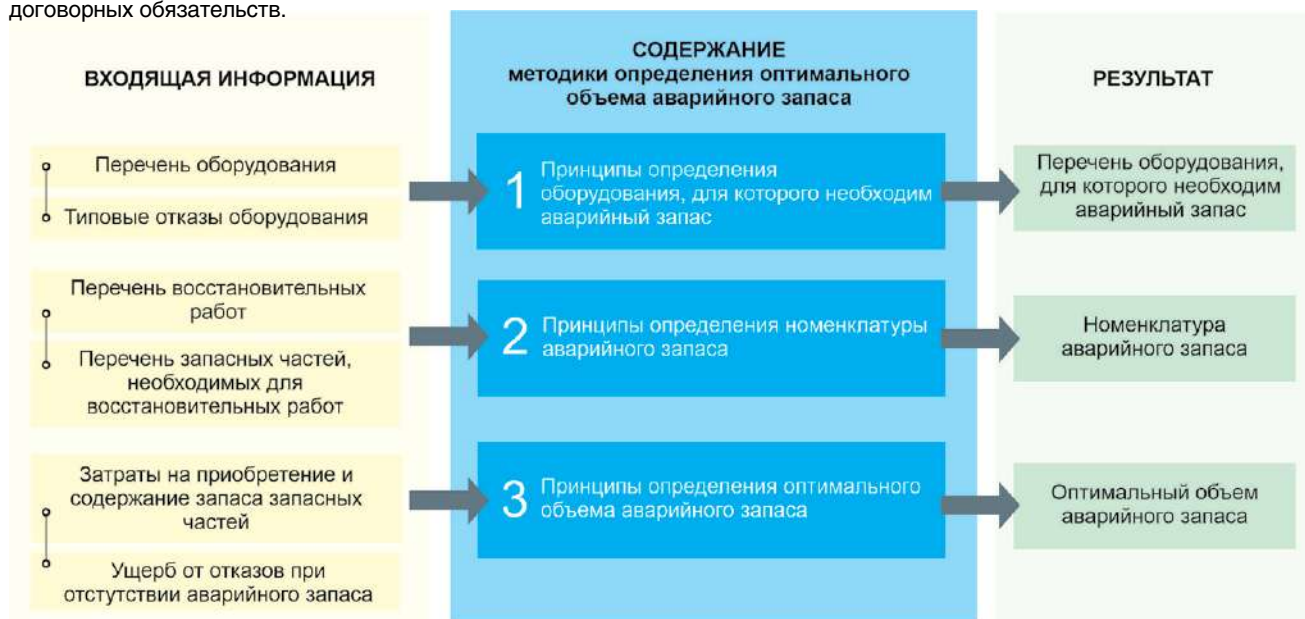 договорных обязательств.
ВХОДЯЩАЯ ИНФОРМАЦИЯ
Перечень оборудования
Типовые отказы оборудования
Перечень восстановительных
работ
Перечень запасных частей,
необходимых для
восстановительных работ
Затраты на приобретение и
содержание запаса запасных
частей
Ущерб от отказов при
отстутствии аварийного запаса
СОДЕРЖАНИЕ
методики определения оптимального
объема аварийного запаса
1 Принципы определения
оборудования, для которого необходим
аварийный запас
2 Принципы определения номенклатуры
аварийного запаса
3 Принципы определения оптимального
объема аварийного запаса
РЕЗУЛЬТАТ
Перечень оборудования,
для которого необходим
аварийный запас
Номенклатура
аварийного запаса
Оптимальный объем
аварийного запаса